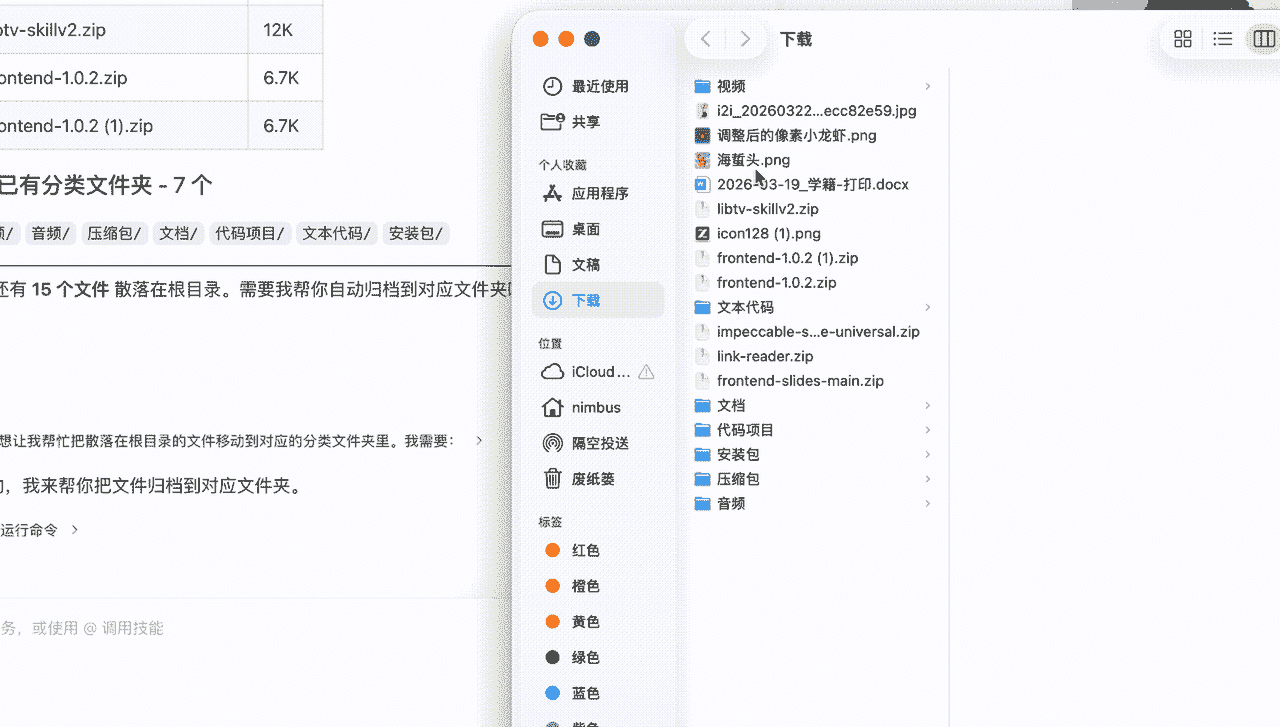 btv-skillv2.zip 12K
ontend-1.0.2.zip 6.7K
ontend-1.0.2 (1).zip 6.7K
已有分类文件夹 - 7 个
频/ 音频/ 压缩包/ 文档/ 代码项目/ 文本代码/ 安装包/
还有 15 个文件 散落在根目录。需要我帮你自动归档到对应文件夹吗
想让我帮忙把散落在根目录的文件移动到对应的分类文件夹里。我需要：
，我来帮你把文件归档到对应文件夹。
运行命令
务，或使用 @ 调用技能
下载
最近使用
共享
个人收藏
应用程序
桌面
文稿
下载
位置
iCloud...
nimbus
隔空投送
废纸篓
标签
红色
橙色
黄色
绿色
蓝色
紫色
视频
i2i_20260322...ecc82e59.jpg
调整后的像素小龙虾.png
海蜇头.png
2026-03-19_学籍-打印.docx
libtv-skillv2.zip
icon128 (1).png
frontend-1.0.2 (1).zip
frontend-1.0.2.zip
文本代码
impeccable-s...e-universal.zip
link-reader.zip
frontend-slides-main.zip
文档
代码项目
安装包
压缩包
音频